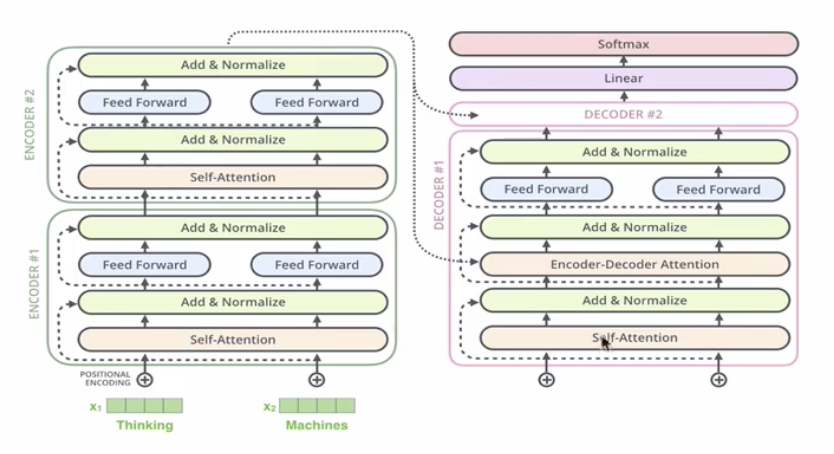 ENCODER #2
Add & Normalize
Feed Forward
Feed Forward
Add & Normalize
Self-Attention
ENCODER #1
Add & Normalize
Feed Forward
Feed Forward
Add & Normalize
Self-Attention
POSITIONAL
ENCODING
x₁
x₂
Thinking
Machines
Softmax
Linear
DECODER #2
DECODER #1
Add & Normalize
Feed Forward
Feed Forward
Add & Normalize
Encoder-Decoder Attention
Add & Normalize
Self-Attention